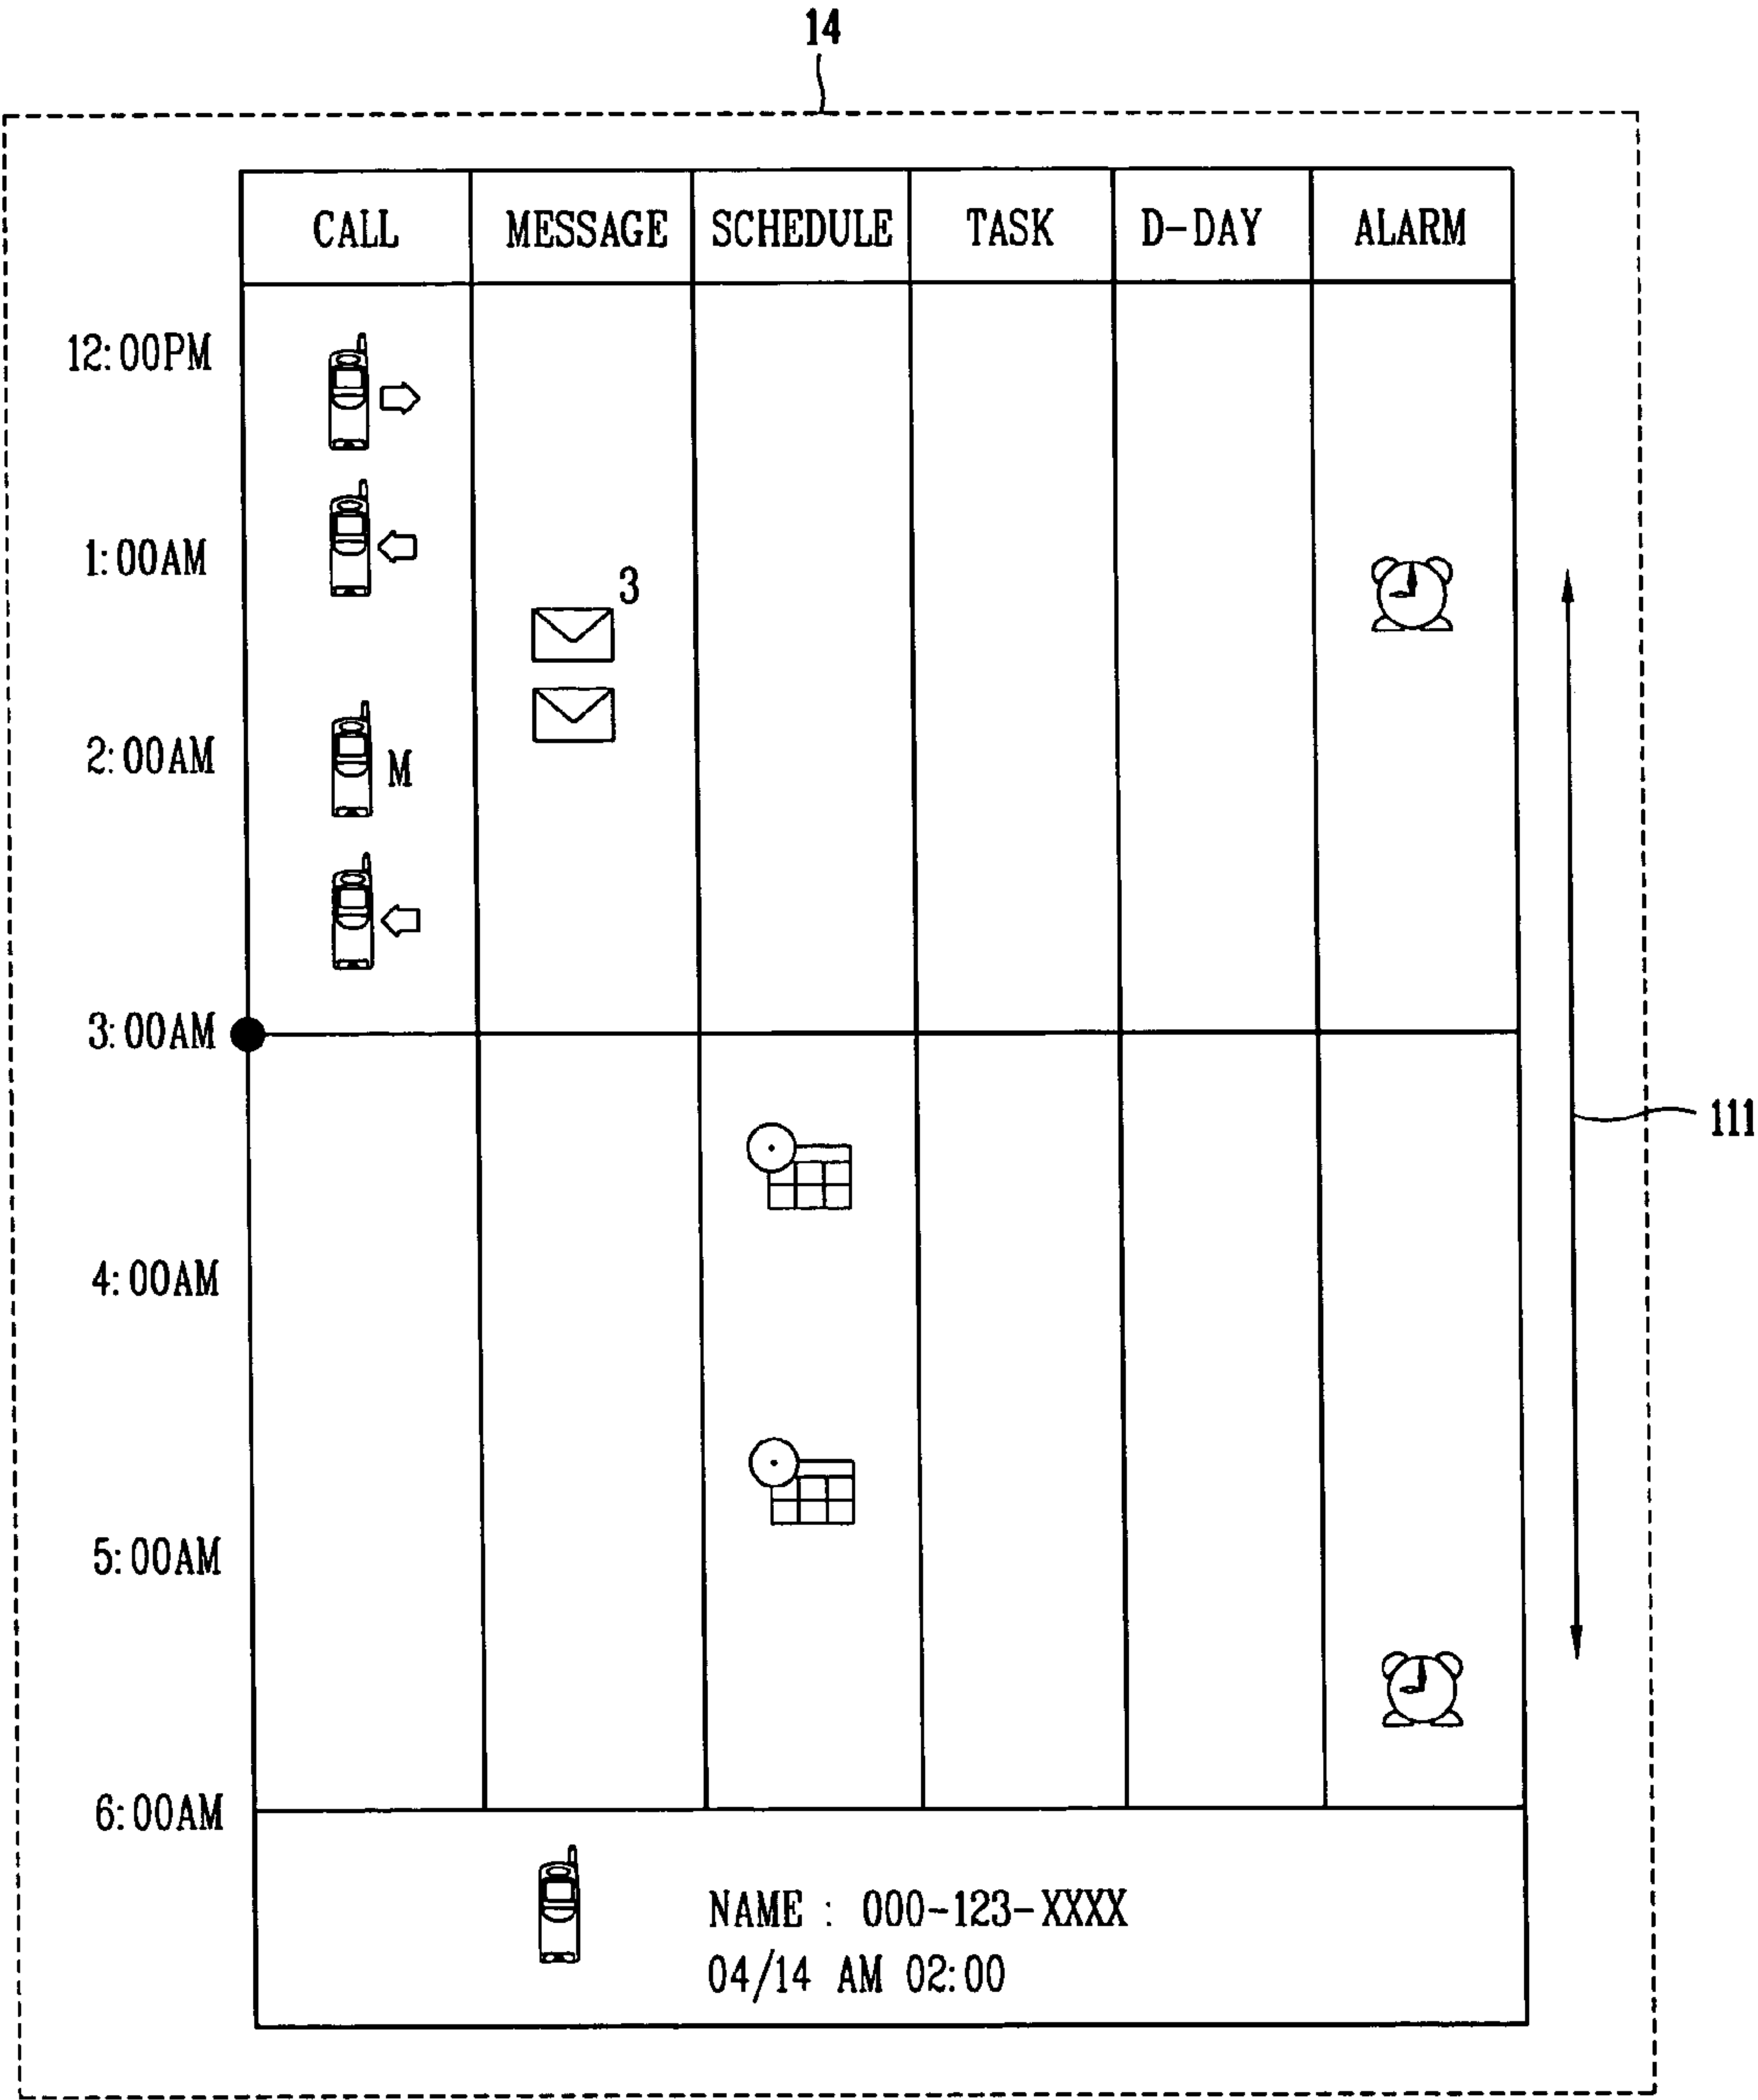 14
CALL MESSAGE SCHEDULE TASK D-DAY ALARM
12:00PM
1:00AM
3
2:00AM
M
3:00AM
111
4:00AM
5:00AM
6:00AM
NAME : 000-123-XXXX
04/14 AM 02:00